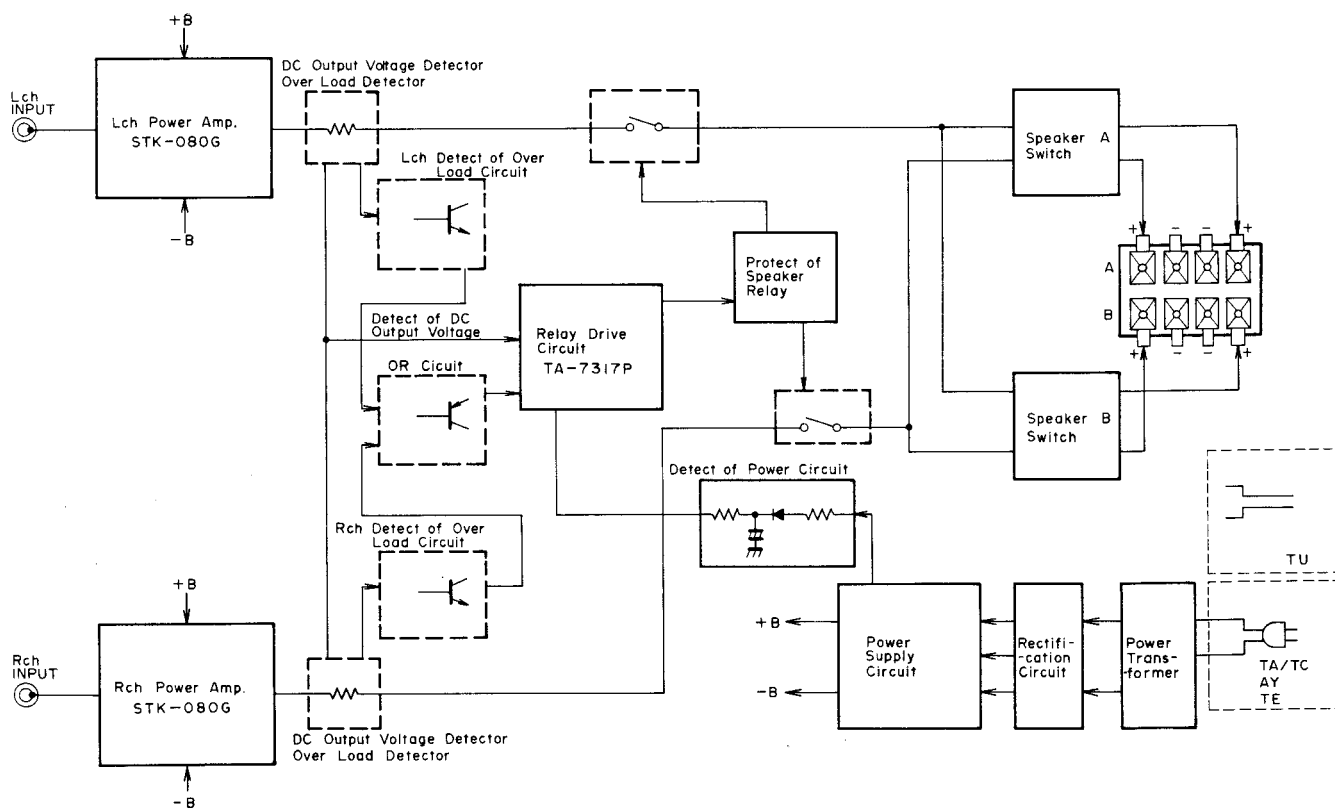 +B
DC Output Voltage Detector
Over Load Detector
Lch
INPUT
Lch Power Amp.
STK-080G
-B
Lch Detect of Over
Load Circuit
Speaker A
Switch
Protect of
Speaker
Relay
+ - - +
A
B
+ - - +
Detect of DC
Output Voltage
Relay Drive
Circuit
TA-7317P
OR Cicuit
Speaker B
Switch
Detect of Power Circuit
Rch Detect of Over
Load Circuit
TU
+B
Rch
INPUT
Rch Power Amp.
STK-080G
-B
DC Output Voltage Detector
Over Load Detector
+B
-B
Power
Supply
Circuit
Rectifi-
-cation
Circuit
Power
Trans-
-former
TA/TC
AY
TE